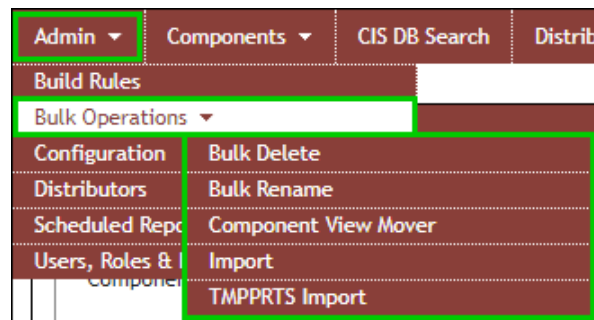 Admin Components CIS DB Search Distrib
Build Rules
Bulk Operations
Configuration Bulk Delete
Distributors Bulk Rename
Scheduled Repo Component View Mover
Users, Roles & Import
TMPPRTS Import